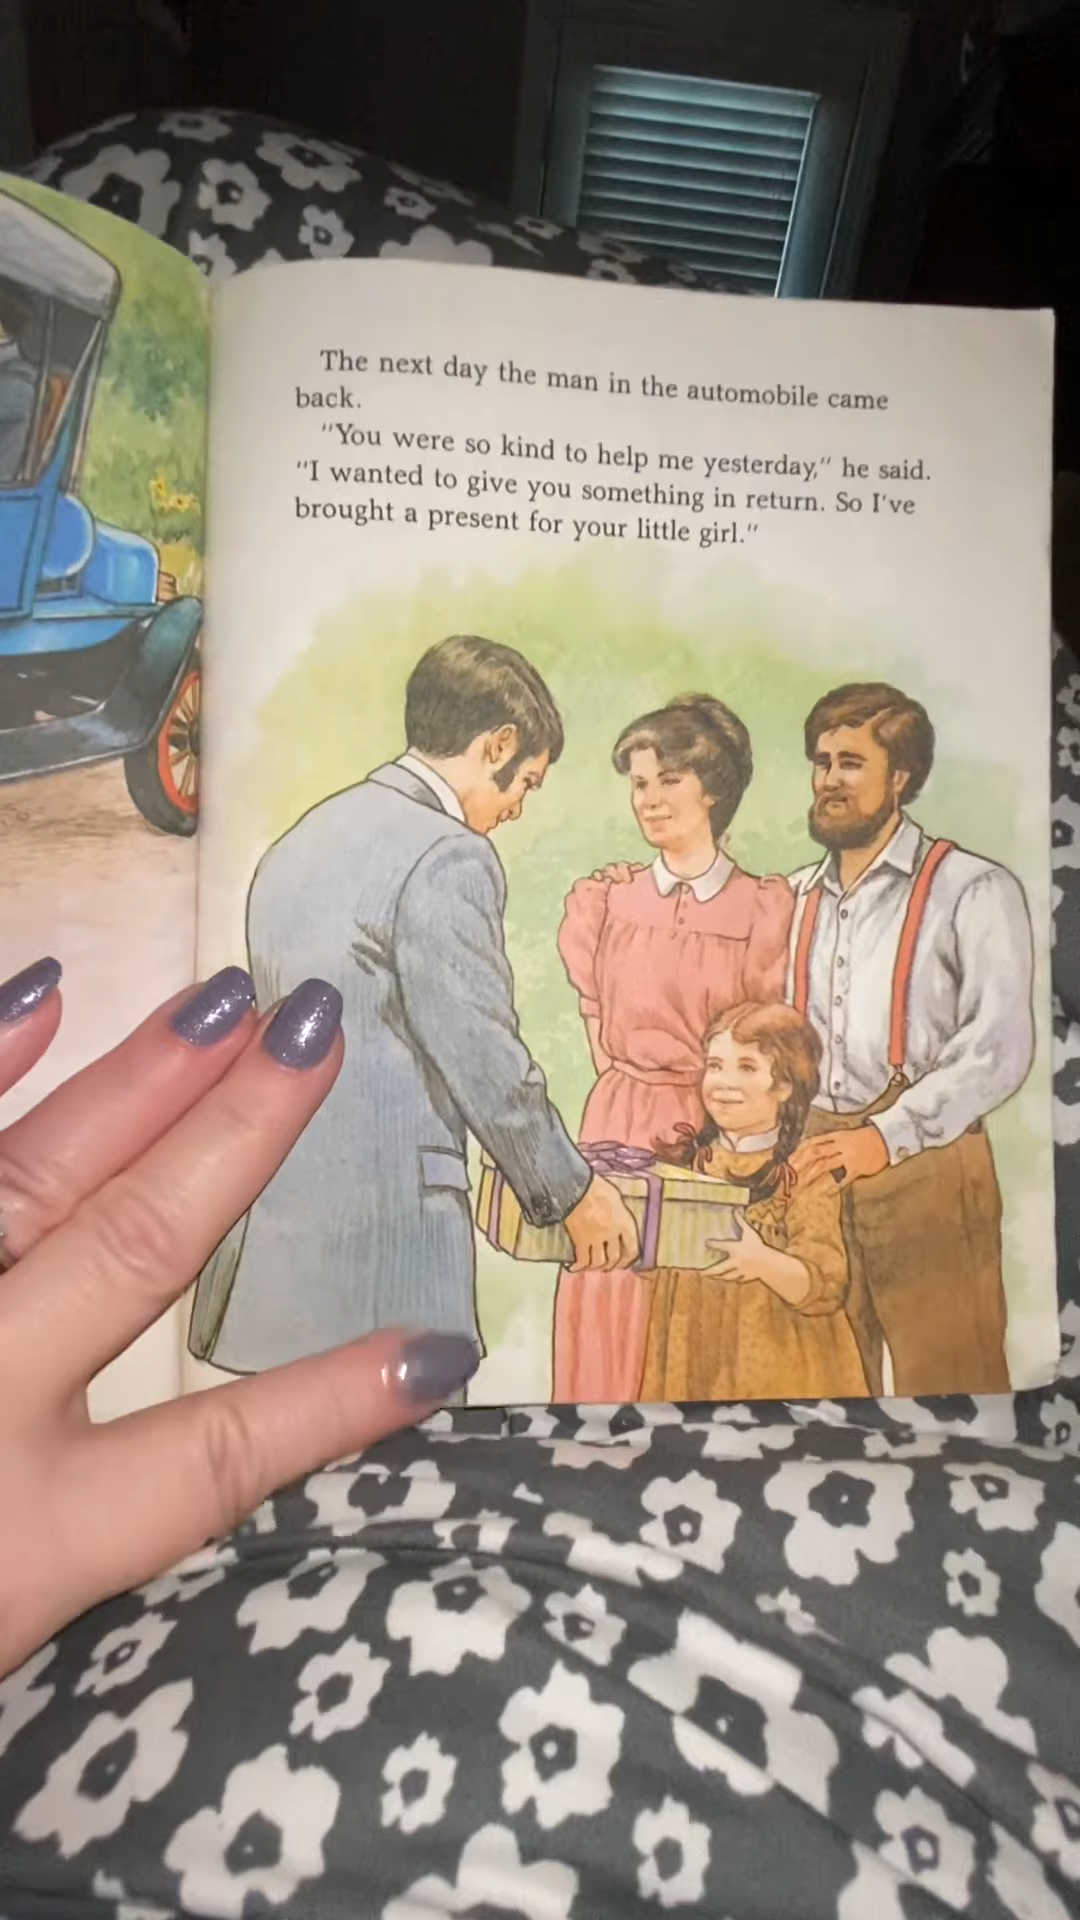 The next day the man in the automobile came
back.
"You were so kind to help me yesterday," he said.
"I wanted to give you something in return. So I've
brought a present for your little girl."